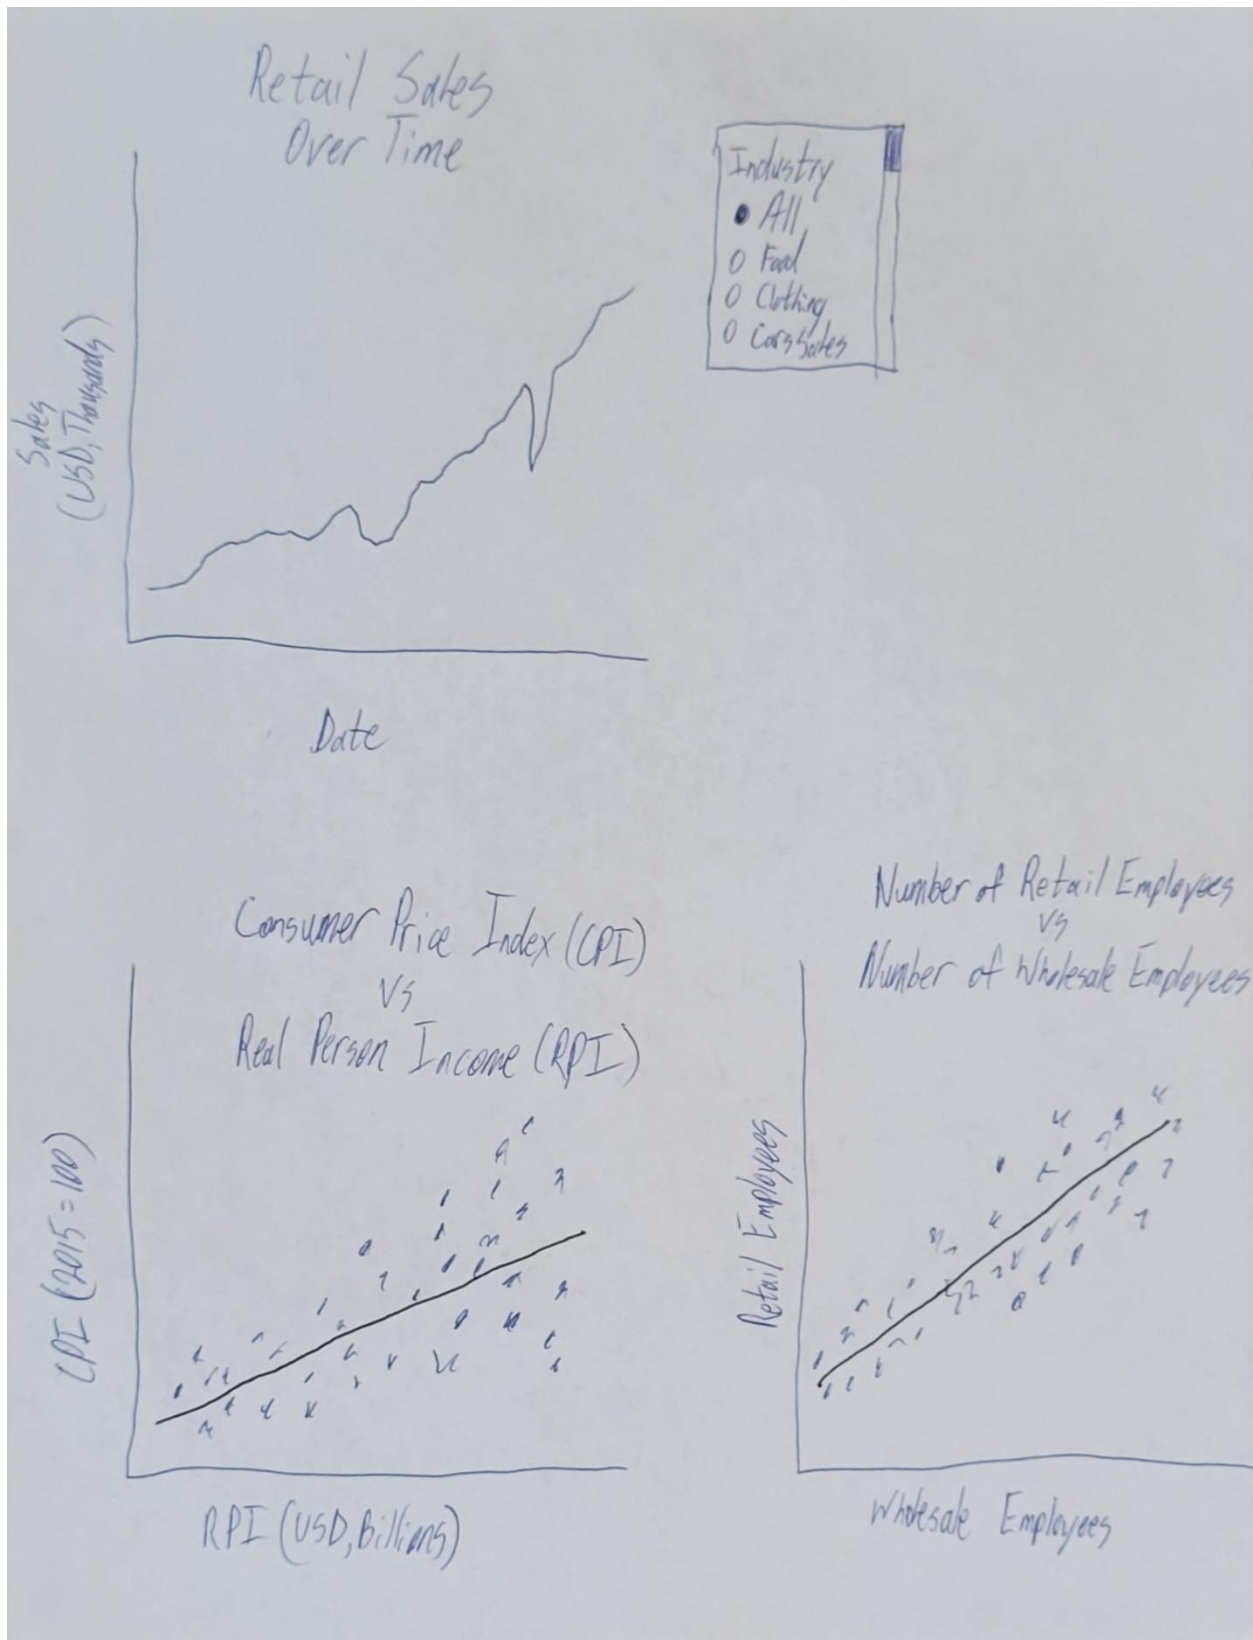 Retail Sales
Over Time
Sales
(USD, Thousands)
Date
Industry
All
Food
Clothing
Cars Sales
Consumer Price Index (CPI)
vs
Real Person Income (RPI)
CPI (2015=100)
RPI (USD, Billions)
Number of Retail Employees
vs
Number of Wholesale Employees
Retail Employees
Wholesale Employees